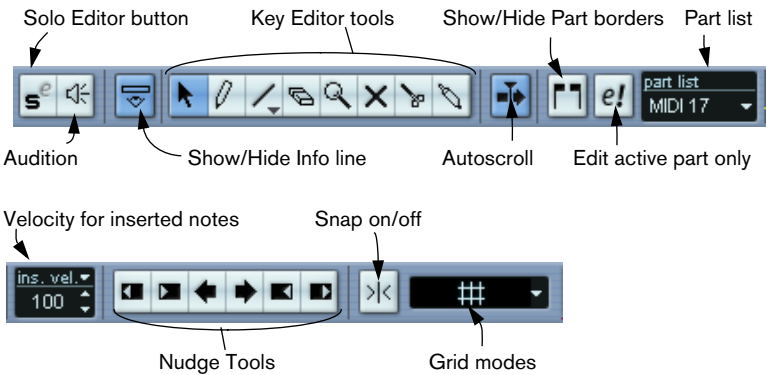 Solo Editor button
Key Editor tools
Show/Hide Part borders
Part list
s e
e!
part list
MIDI 17
Audition
Show/Hide Info line
Autoscroll
Edit active part only
Velocity for inserted notes
Snap on/off
ins. vel.
100
Nudge Tools
Grid modes